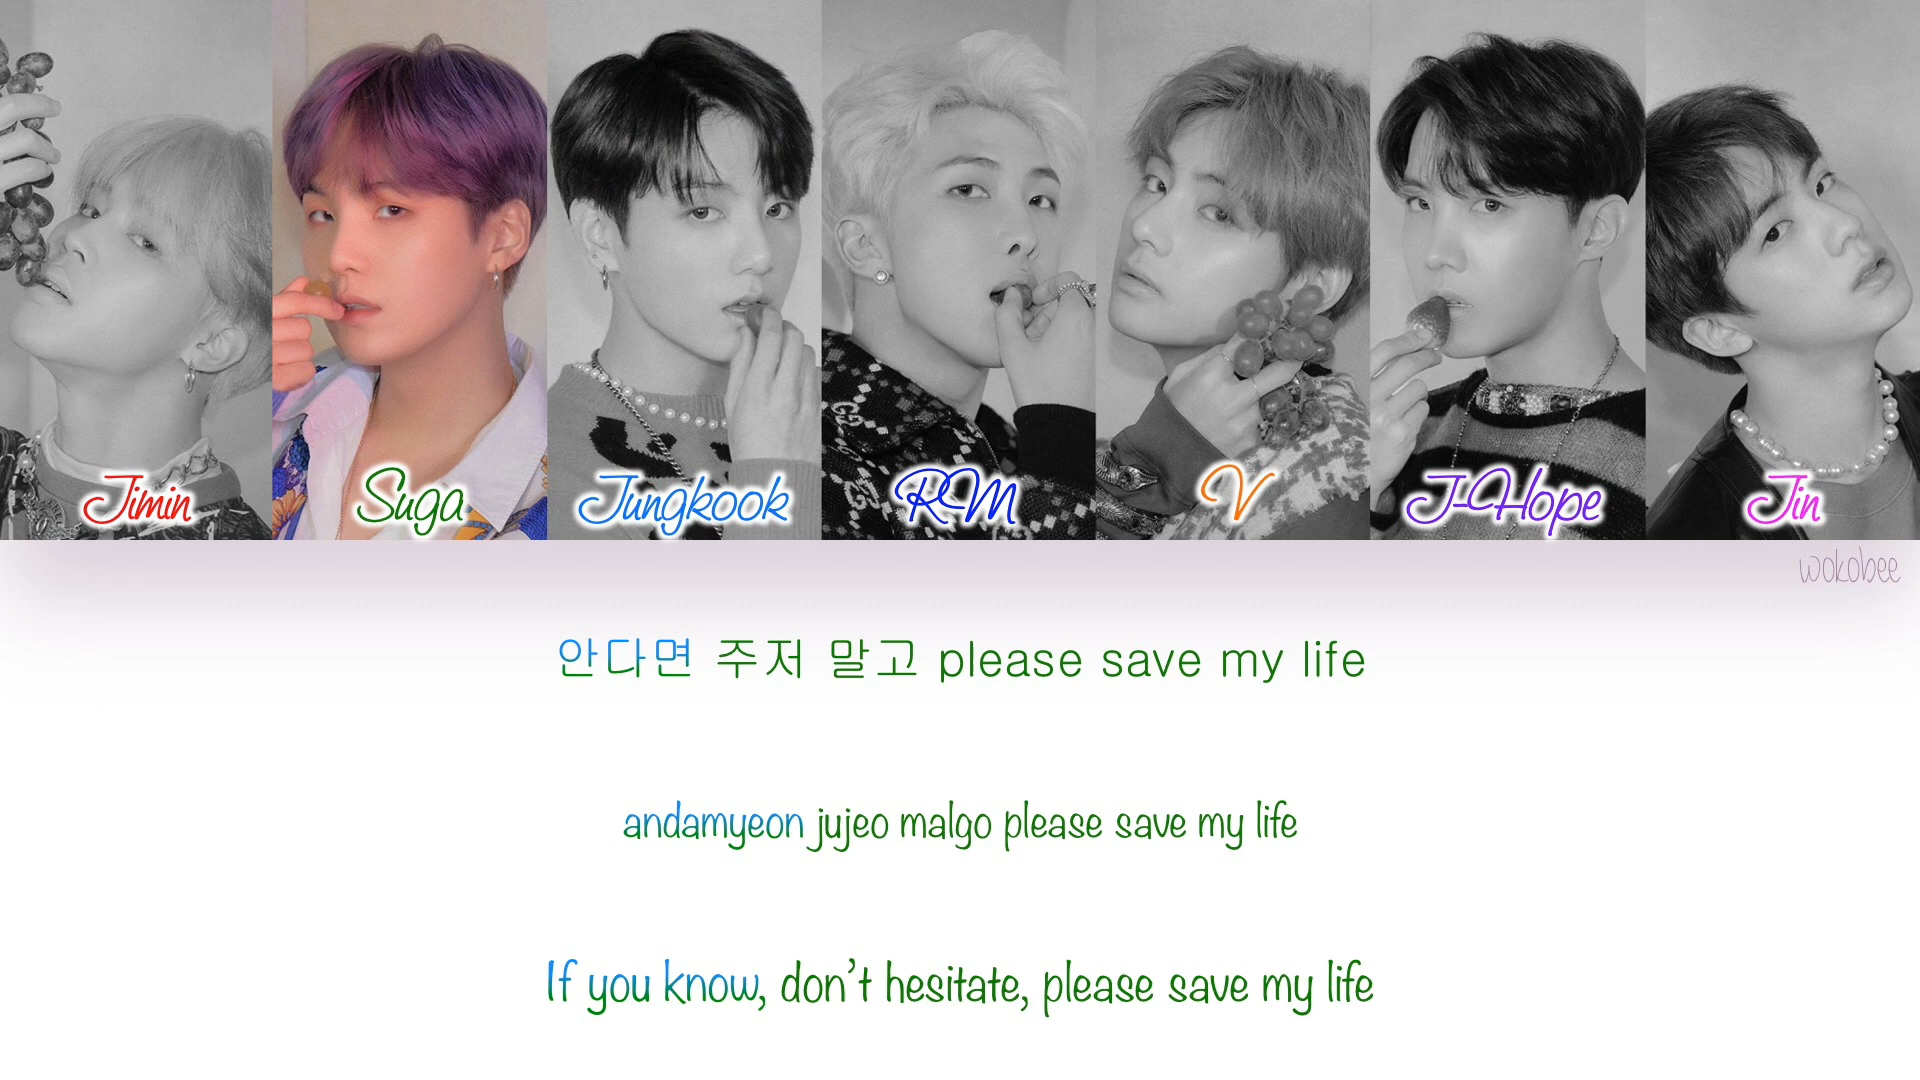 Jimin Suga Jungkook RM V J-Hope Jin
wokobee
안다면 주저 말고 please save my life
andamyeon jujeo malgo please save my life
If you know, don't hesitate, please save my life